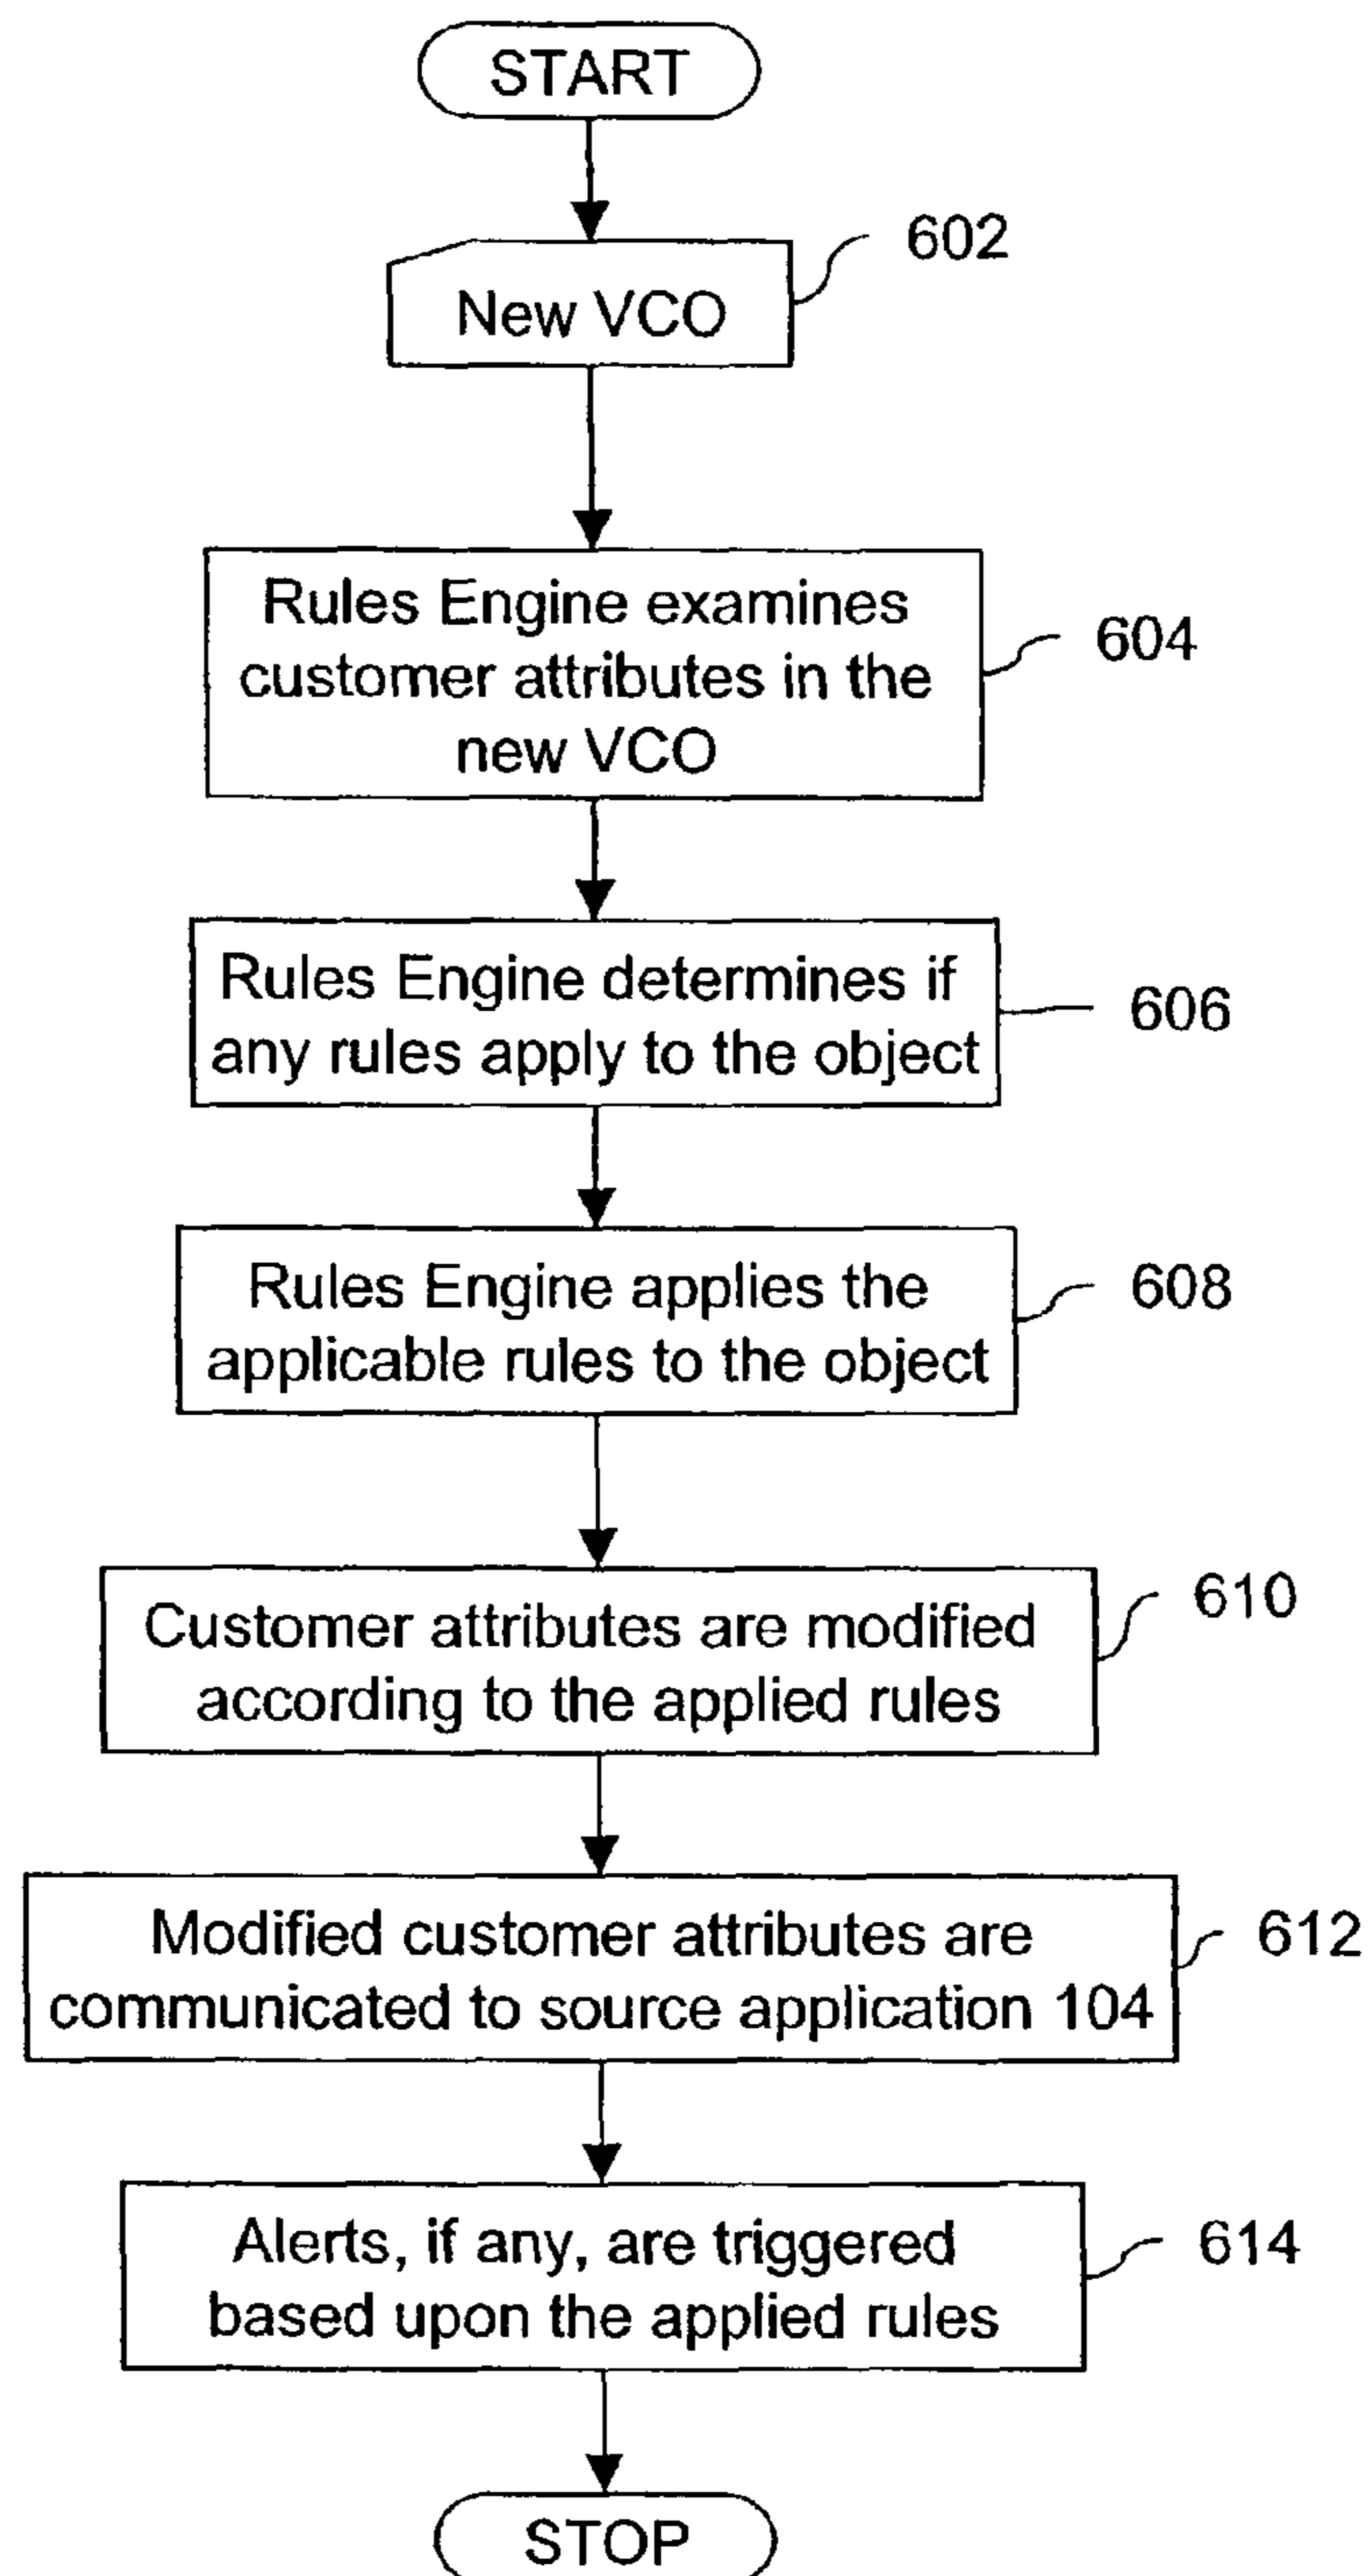 START
602
New VCO
Rules Engine examines
customer attributes in the
new VCO
604
Rules Engine determines if
any rules apply to the object
606
Rules Engine applies the
applicable rules to the object
608
Customer attributes are modified
according to the applied rules
610
Modified customer attributes are
communicated to source application 104
612
Alerts, if any, are triggered
based upon the applied rules
614
STOP